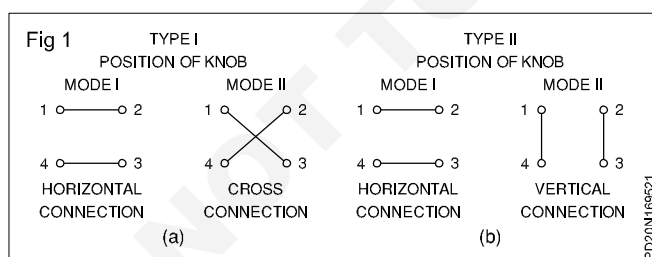 Fig 1
TYPE I
POSITION OF KNOB
MODE I MODE II
1 2 1 2
4 3 4 3
HORIZONTAL CROSS
CONNECTION CONNECTION
(a)
TYPE II
POSITION OF KNOB
MODE I MODE II
1 2 1 2
4 3 4 3
HORIZONTAL VERTICAL
CONNECTION CONNECTION
(b)
PD20N169521